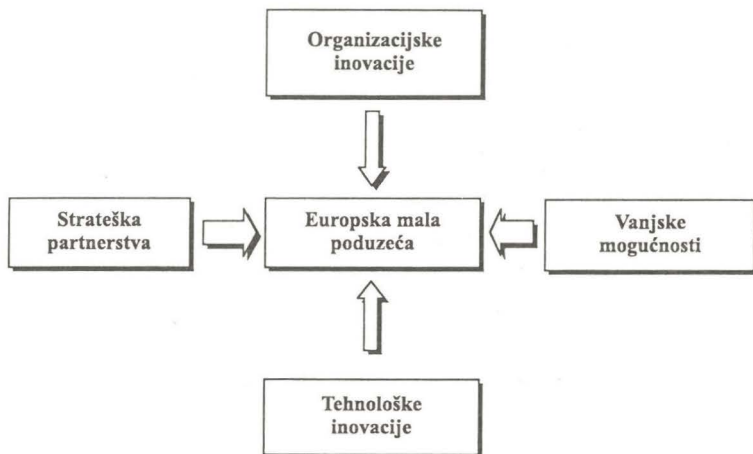 Organizacijske
inovacije
Strateška
partnerstva
Europska mala
poduzeća
Vanjske
mogućnosti
Tehnološke
inovacije